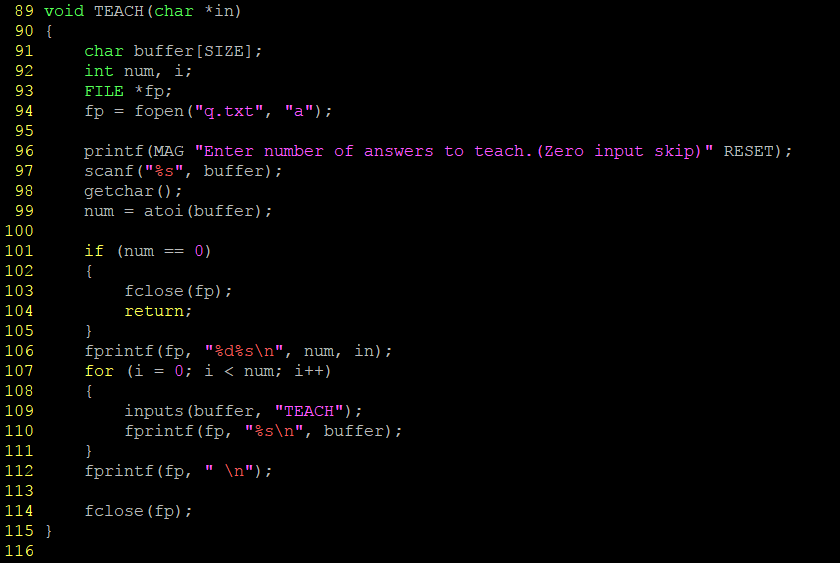 89 void TEACH(char *in)
90 {
91     char buffer[SIZE];
92     int num, i;
93     FILE *fp;
94     fp = fopen("q.txt", "a");
95
96     printf(MAG "Enter number of answers to teach.(Zero input skip)" RESET);
97     scanf("%s", buffer);
98     getchar();
99     num = atoi(buffer);
100
101     if (num == 0)
102     {
103         fclose(fp);
104         return;
105     }
106     fprintf(fp, "%d%s\n", num, in);
107     for (i = 0; i < num; i++)
108     {
109         inputs(buffer, "TEACH");
110         fprintf(fp, "%s\n", buffer);
111     }
112     fprintf(fp, " \n");
113
114     fclose(fp);
115 }
116